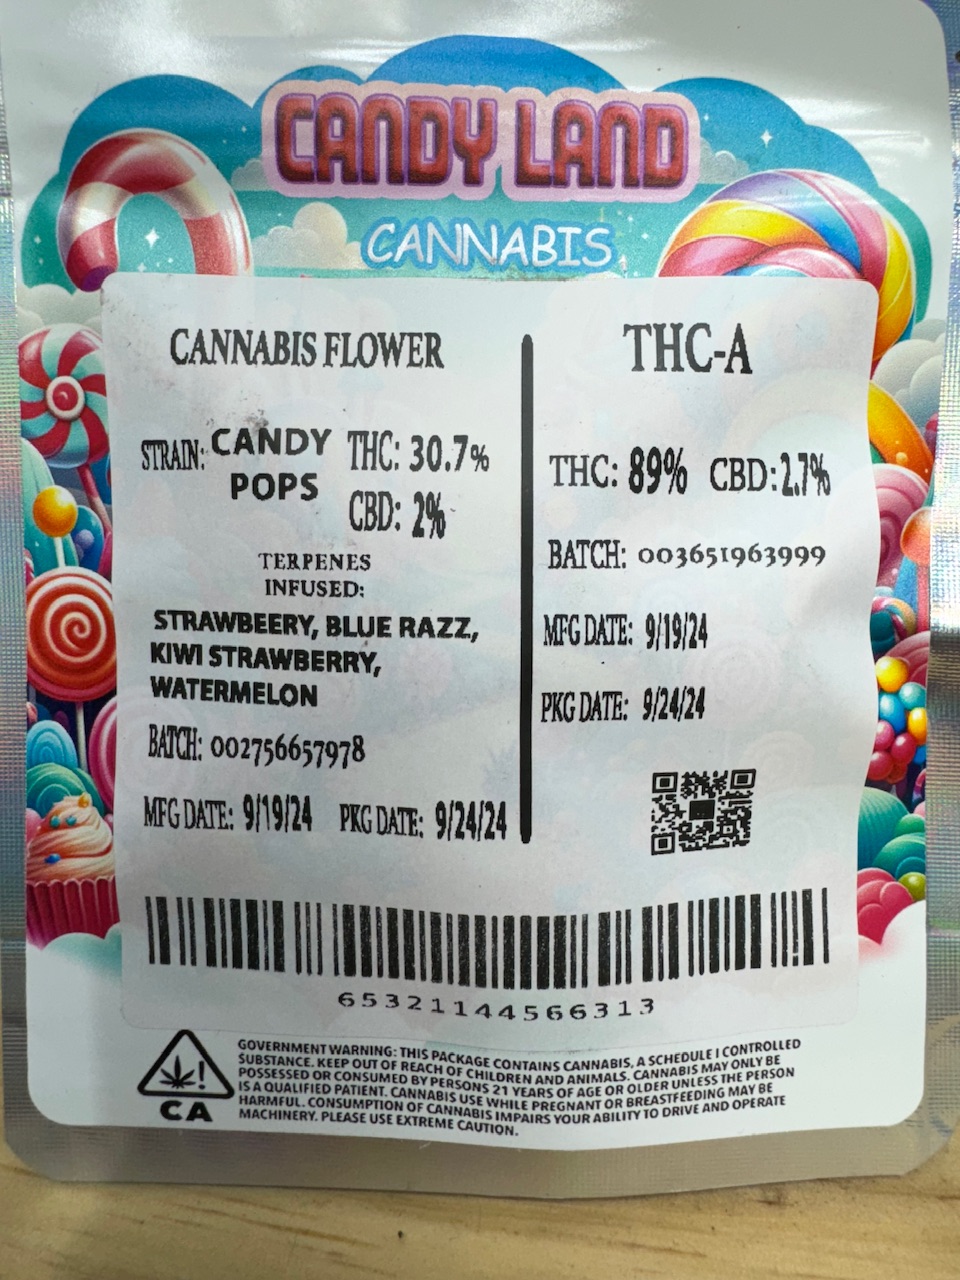 CANDY LAND
CANNABIS
CANNABIS FLOWER
STRAIN: CANDY POPS
THC: 30.7%
CBD: 2%
TERPENES
INFUSED:
STRAWBEERY, BLUE RAZZ,
KIWI STRAWBERRY,
WATERMELON
BATCH: 002756657978
MFG DATE: 9/19/24 PKG DATE: 9/24/24
THC-A
THC: 89% CBD: 2.7%
BATCH: 003651963999
MFG DATE: 9/19/24
PKG DATE: 9/24/24
65321144566313
CA
GOVERNMENT WARNING: THIS PACKAGE CONTAINS CANNABIS, A SCHEDULE I CONTROLLED
SUBSTANCE. KEEP OUT OF REACH OF CHILDREN AND ANIMALS. CANNABIS MAY ONLY BE
POSSESSED OR CONSUMED BY PERSONS 21 YEARS OF AGE OR OLDER UNLESS THE PERSON
IS A QUALIFIED PATIENT. CANNABIS USE WHILE PREGNANT OR BREASTFEEDING MAY BE
HARMFUL. CONSUMPTION OF CANNABIS IMPAIRS YOUR ABILITY TO DRIVE AND OPERATE
MACHINERY. PLEASE USE EXTREME CAUTION.